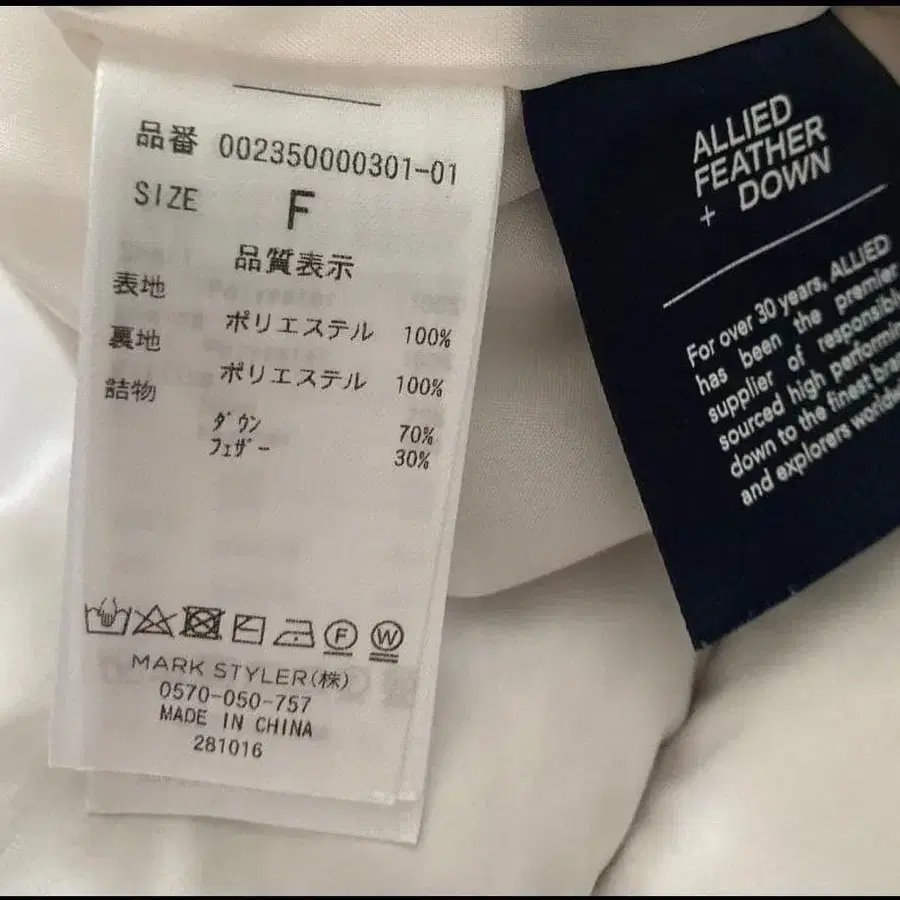 品番 002350000301-01
SIZE F
品質表示
表地 ポリエステル 100%
裏地 ポリエステル 100%
詰物
ダウン 70%
フェザー 30%
F W
MARK STYLER(株)
0570-050-757
MADE IN CHINA
281016
ALLIED
FEATHER
+ DOWN
For over 30 years, ALLIED
has been the premier
supplier of responsibly
sourced high performin
down to the finest bra
and explorers worldw